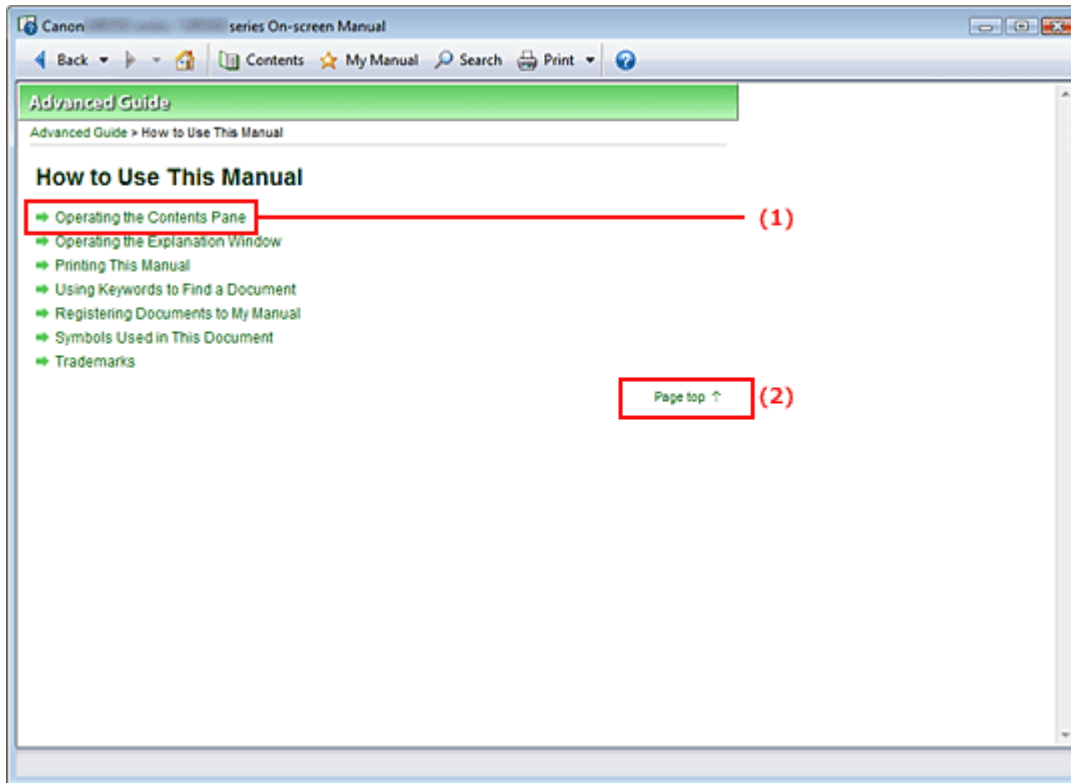 Canon series On-screen Manual
Back Contents My Manual Search Print
Advanced Guide
Advanced Guide > How to Use This Manual
How to Use This Manual
Operating the Contents Pane (1)
Operating the Explanation Window
Printing This Manual
Using Keywords to Find a Document
Registering Documents to My Manual
Symbols Used in This Document
Trademarks
Page top ↑ (2)